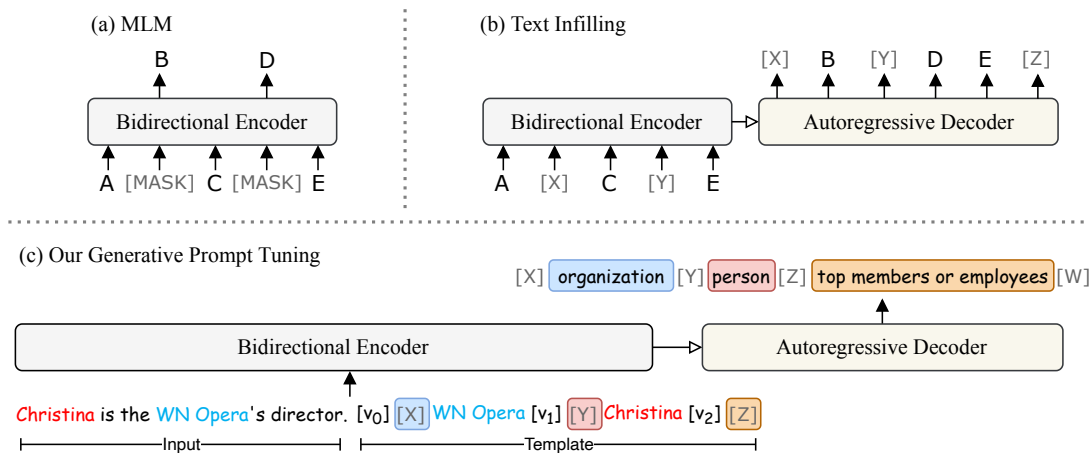 (a) MLM
B D
Bidirectional Encoder
A [MASK] C [MASK] E
(b) Text Infilling
[X] B [Y] D E [Z]
Bidirectional Encoder
Autoregressive Decoder
A [X] C [Y] E
(c) Our Generative Prompt Tuning
[X] organization [Y] person [Z] top members or employees [W]
Bidirectional Encoder
Autoregressive Decoder
Christina is the WN Opera's director. [v0] [X] WN Opera [v1] [Y] Christina [v2] [Z]
Input
Template